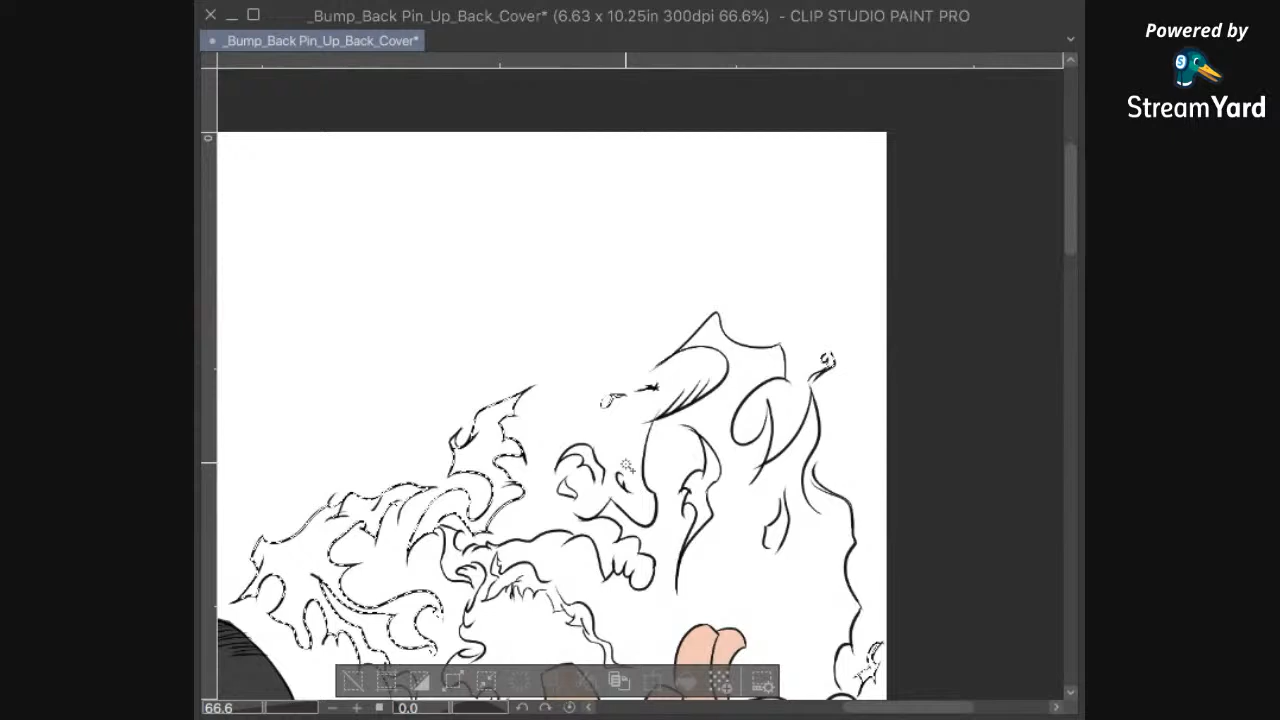 _Bump_Back Pin_Up_Back_Cover* (6.63 x 10.25in 300dpi 66.6%) - CLIP STUDIO PAINT PRO
_Bump_Back Pin_Up_Back_Cover*
Powered by
StreamYard
0
66.6
0.0